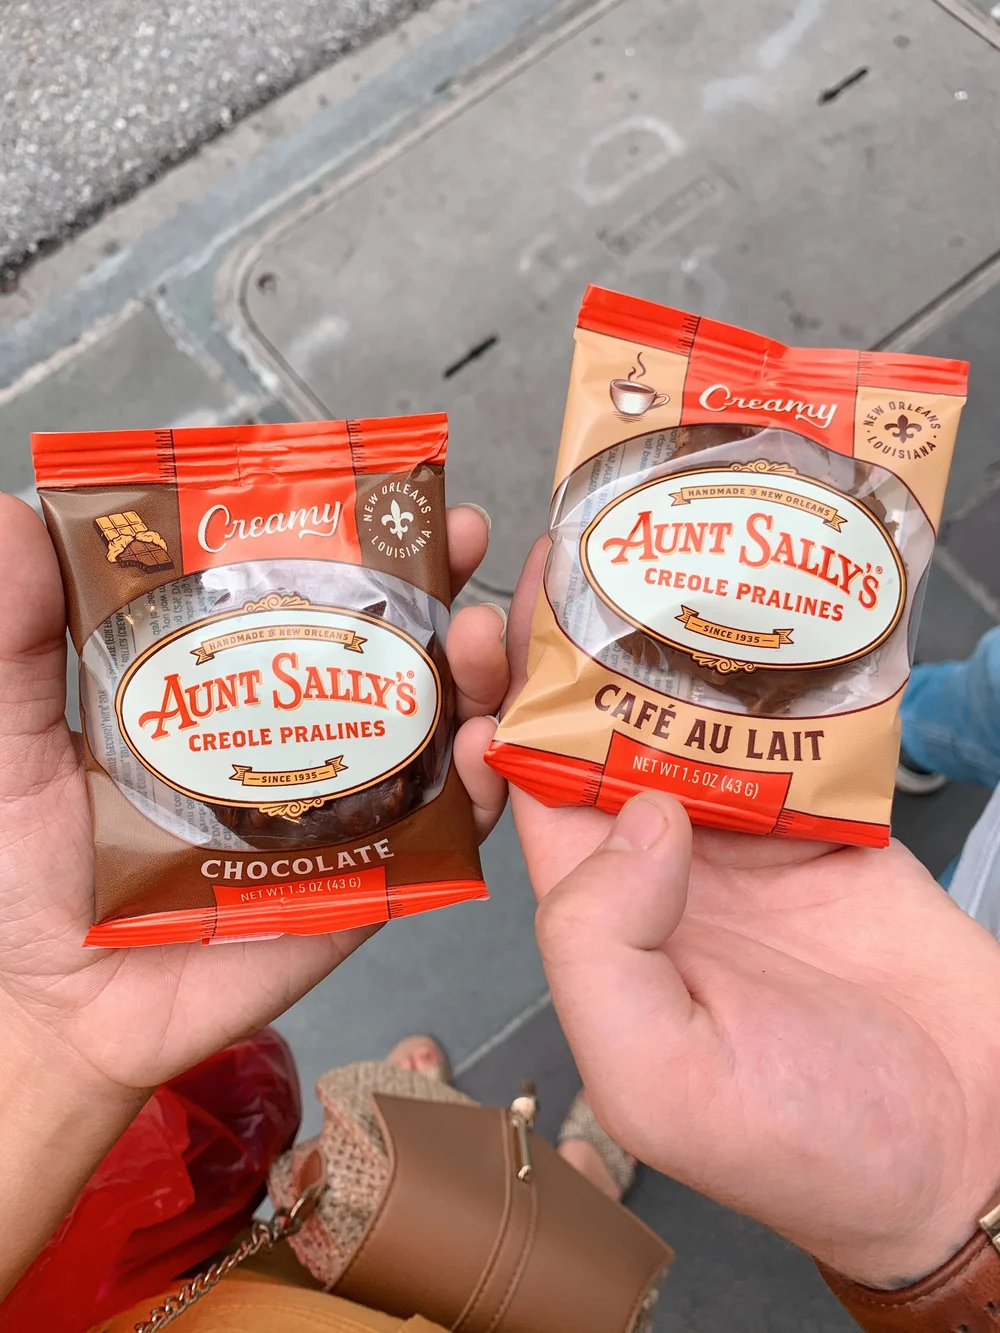 Creamy
NEW ORLEANS
LOUISIANA
HANDMADE IN NEW ORLEANS
AUNT SALLY'S®
CREOLE PRALINES
SINCE 1935
CHOCOLATE
NET WT 1.5 OZ (43 G)
Creamy
NEW ORLEANS
LOUISIANA
HANDMADE IN NEW ORLEANS
AUNT SALLY'S®
CREOLE PRALINES
SINCE 1935
CAFÉ AU LAIT
NET WT 1.5 OZ (43 G)